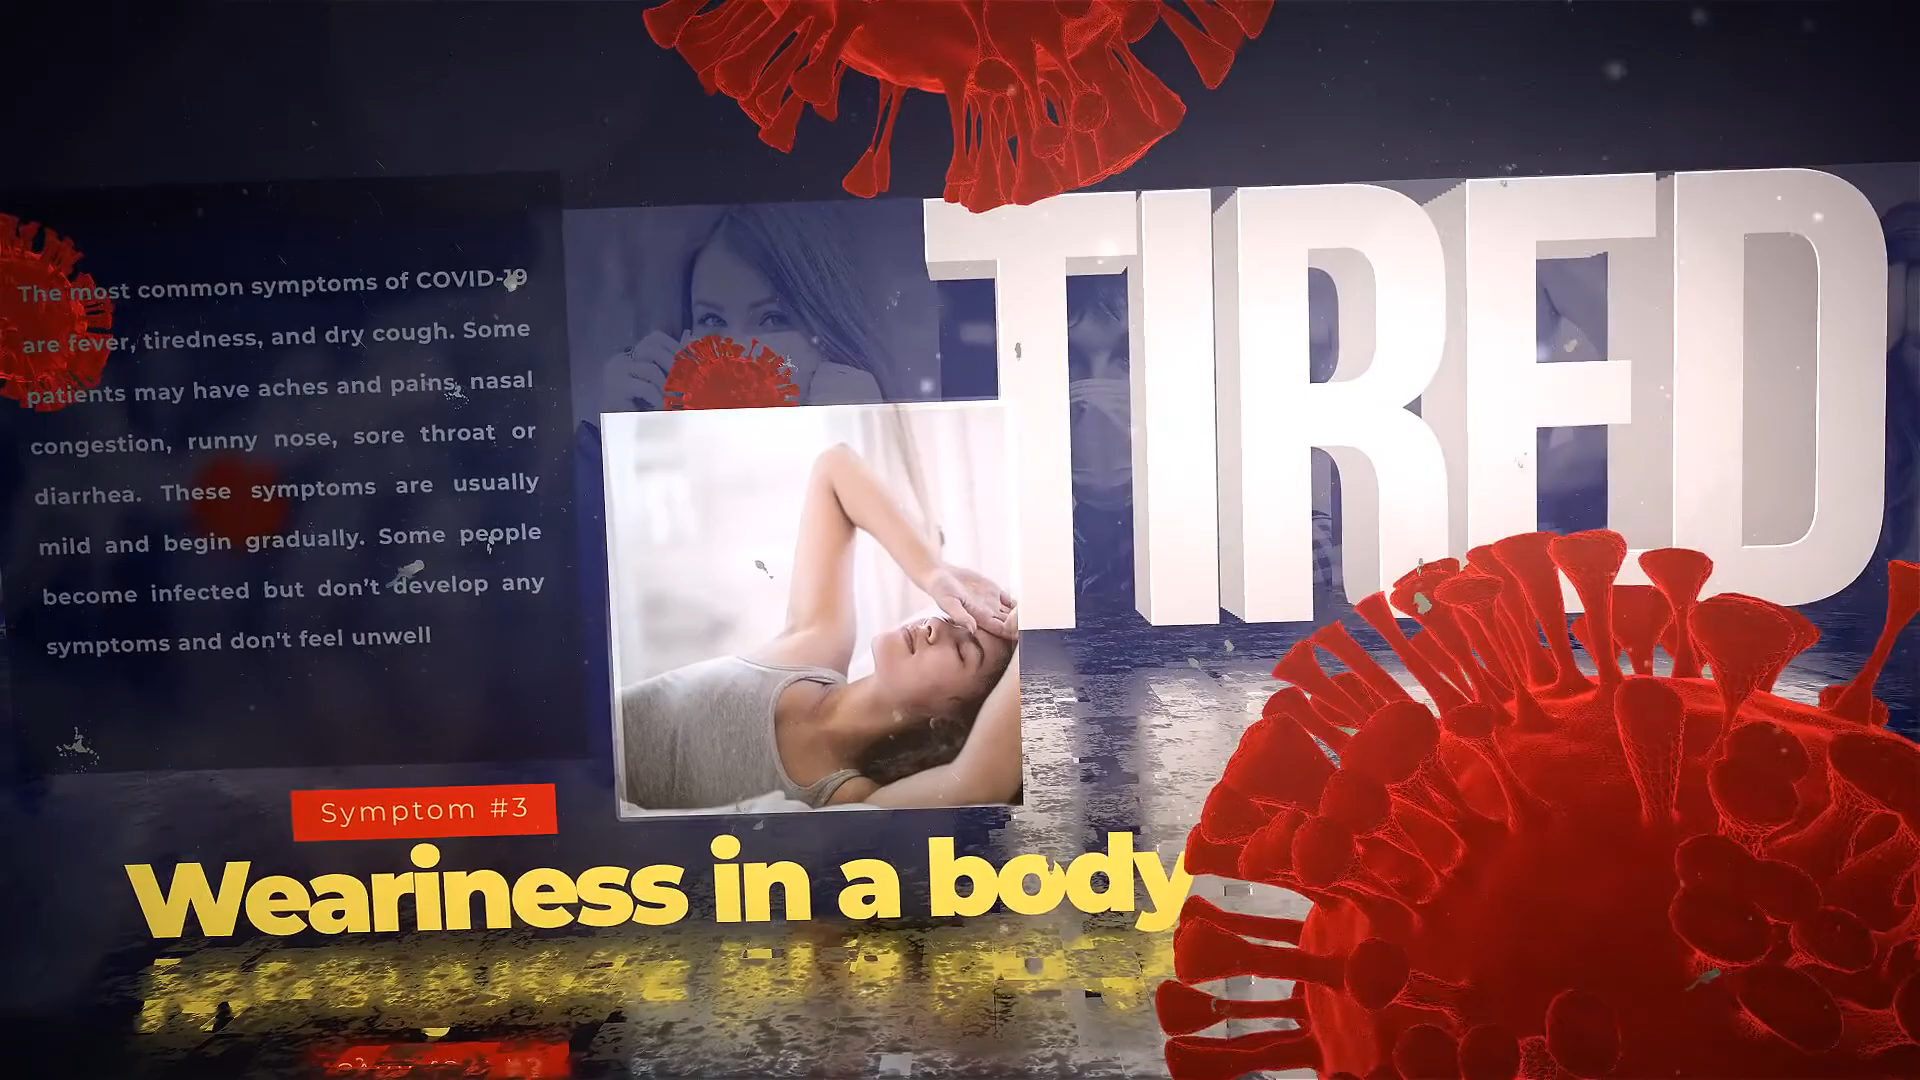 The most common symptoms of COVID-19
are fever, tiredness, and dry cough. Some
patients may have aches and pains, nasal
congestion, runny nose, sore throat or
diarrhea. These symptoms are usually
mild and begin gradually. Some people
become infected but don’t develop any
symptoms and don't feel unwell
TIRED
Symptom #3
Weariness in a body